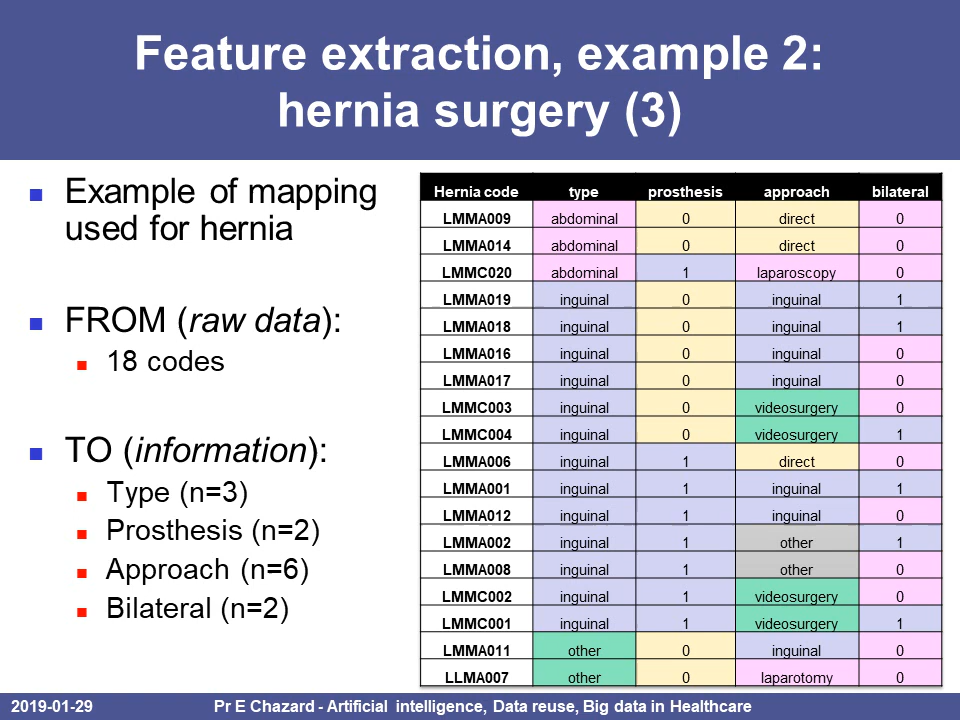 Feature extraction, example 2:
hernia surgery (3)
Example of mapping
used for hernia
FROM (raw data):
18 codes
TO (information):
Type (n=3)
Prosthesis (n=2)
Approach (n=6)
Bilateral (n=2)
Hernia code type prosthesis approach bilateral
LMMA009 abdominal 0 direct 0
LMMA014 abdominal 0 direct 0
LMMC020 abdominal 1 laparoscopy 0
LMMA019 inguinal 0 inguinal 1
LMMA018 inguinal 0 inguinal 1
LMMA016 inguinal 0 inguinal 0
LMMA017 inguinal 0 inguinal 0
LMMC003 inguinal 0 videosurgery 0
LMMC004 inguinal 0 videosurgery 1
LMMA006 inguinal 1 direct 0
LMMA001 inguinal 1 inguinal 1
LMMA012 inguinal 1 inguinal 0
LMMA002 inguinal 1 other 1
LMMA008 inguinal 1 other 0
LMMC002 inguinal 1 videosurgery 0
LMMC001 inguinal 1 videosurgery 1
LMMA011 other 0 inguinal 0
LLMA007 other 0 laparotomy 0
2019-01-29 Pr E Chazard - Artificial intelligence, Data reuse, Big data in Healthcare